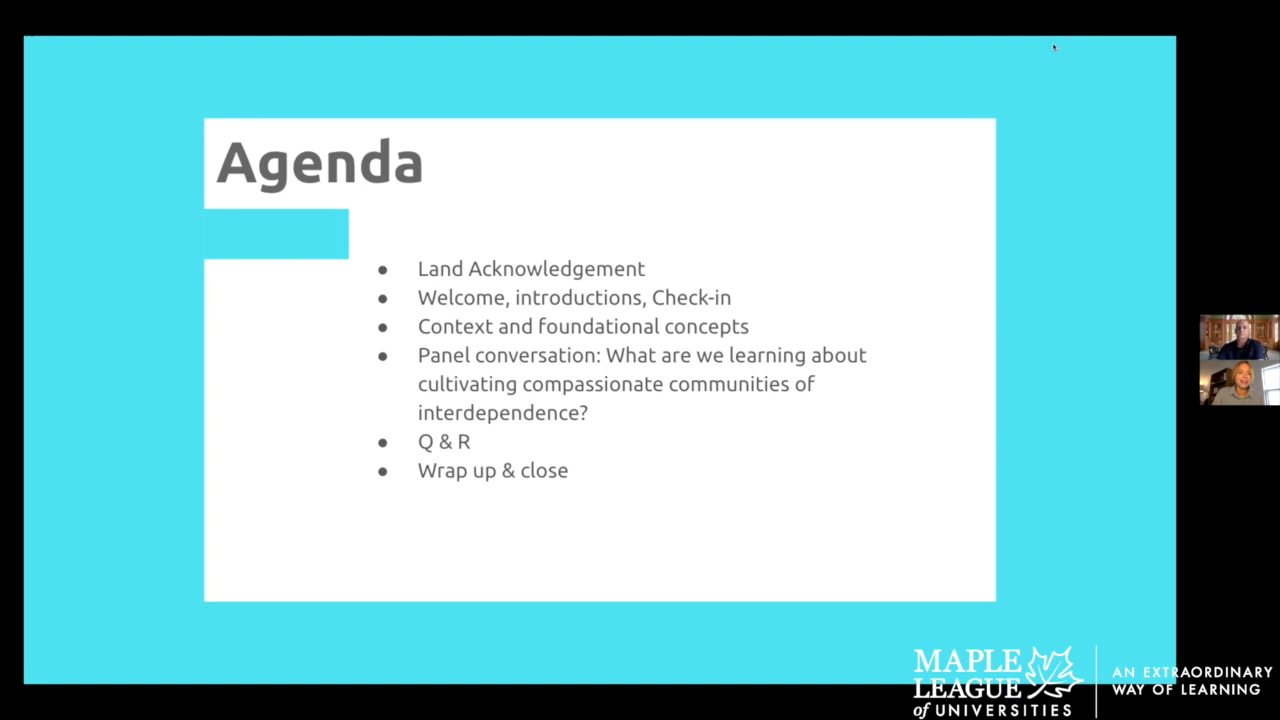 Agenda
● Land Acknowledgement
● Welcome, introductions, Check-in
● Context and foundational concepts
● Panel conversation: What are we learning about
cultivating compassionate communities of
interdependence?
● Q & R
● Wrap up & close
MAPLE
LEAGUE
of UNIVERSITIES
AN EXTRAORDINARY
WAY OF LEARNING